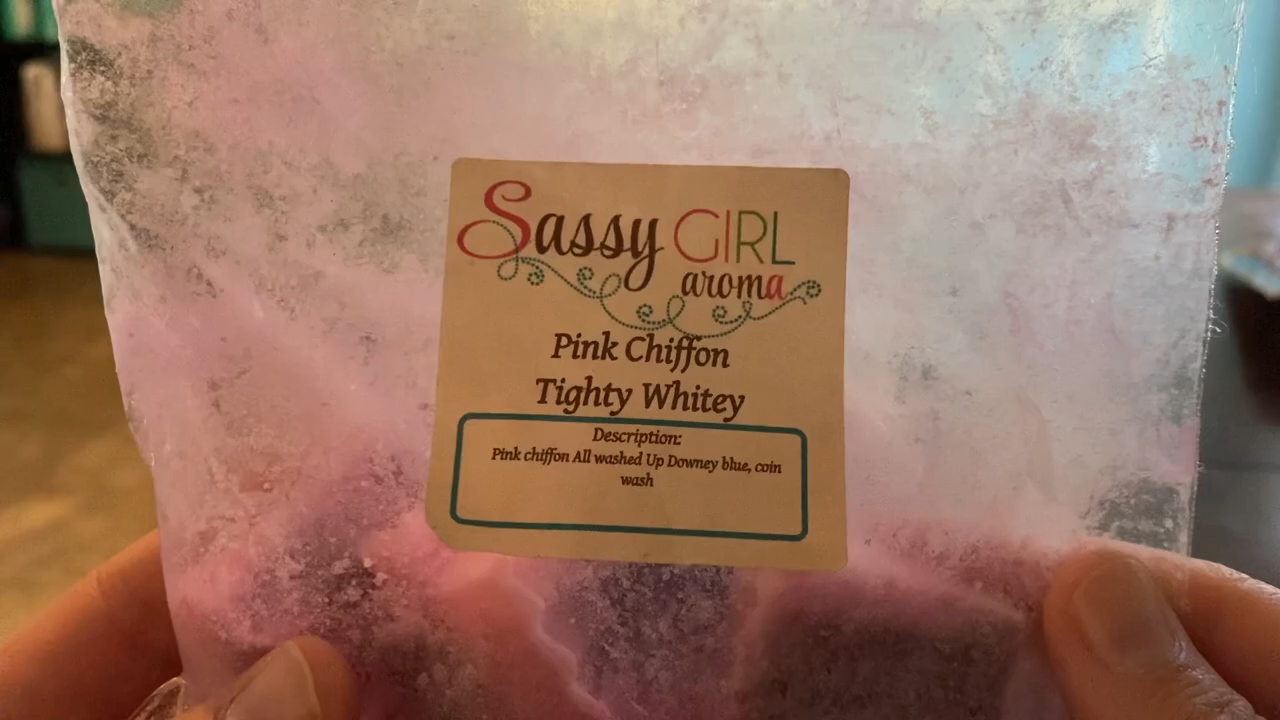 Sassy GIRL
aroma
Pink Chiffon
Tighty Whitey
Description:
Pink chiffon All washed Up Downey blue, coin
wash